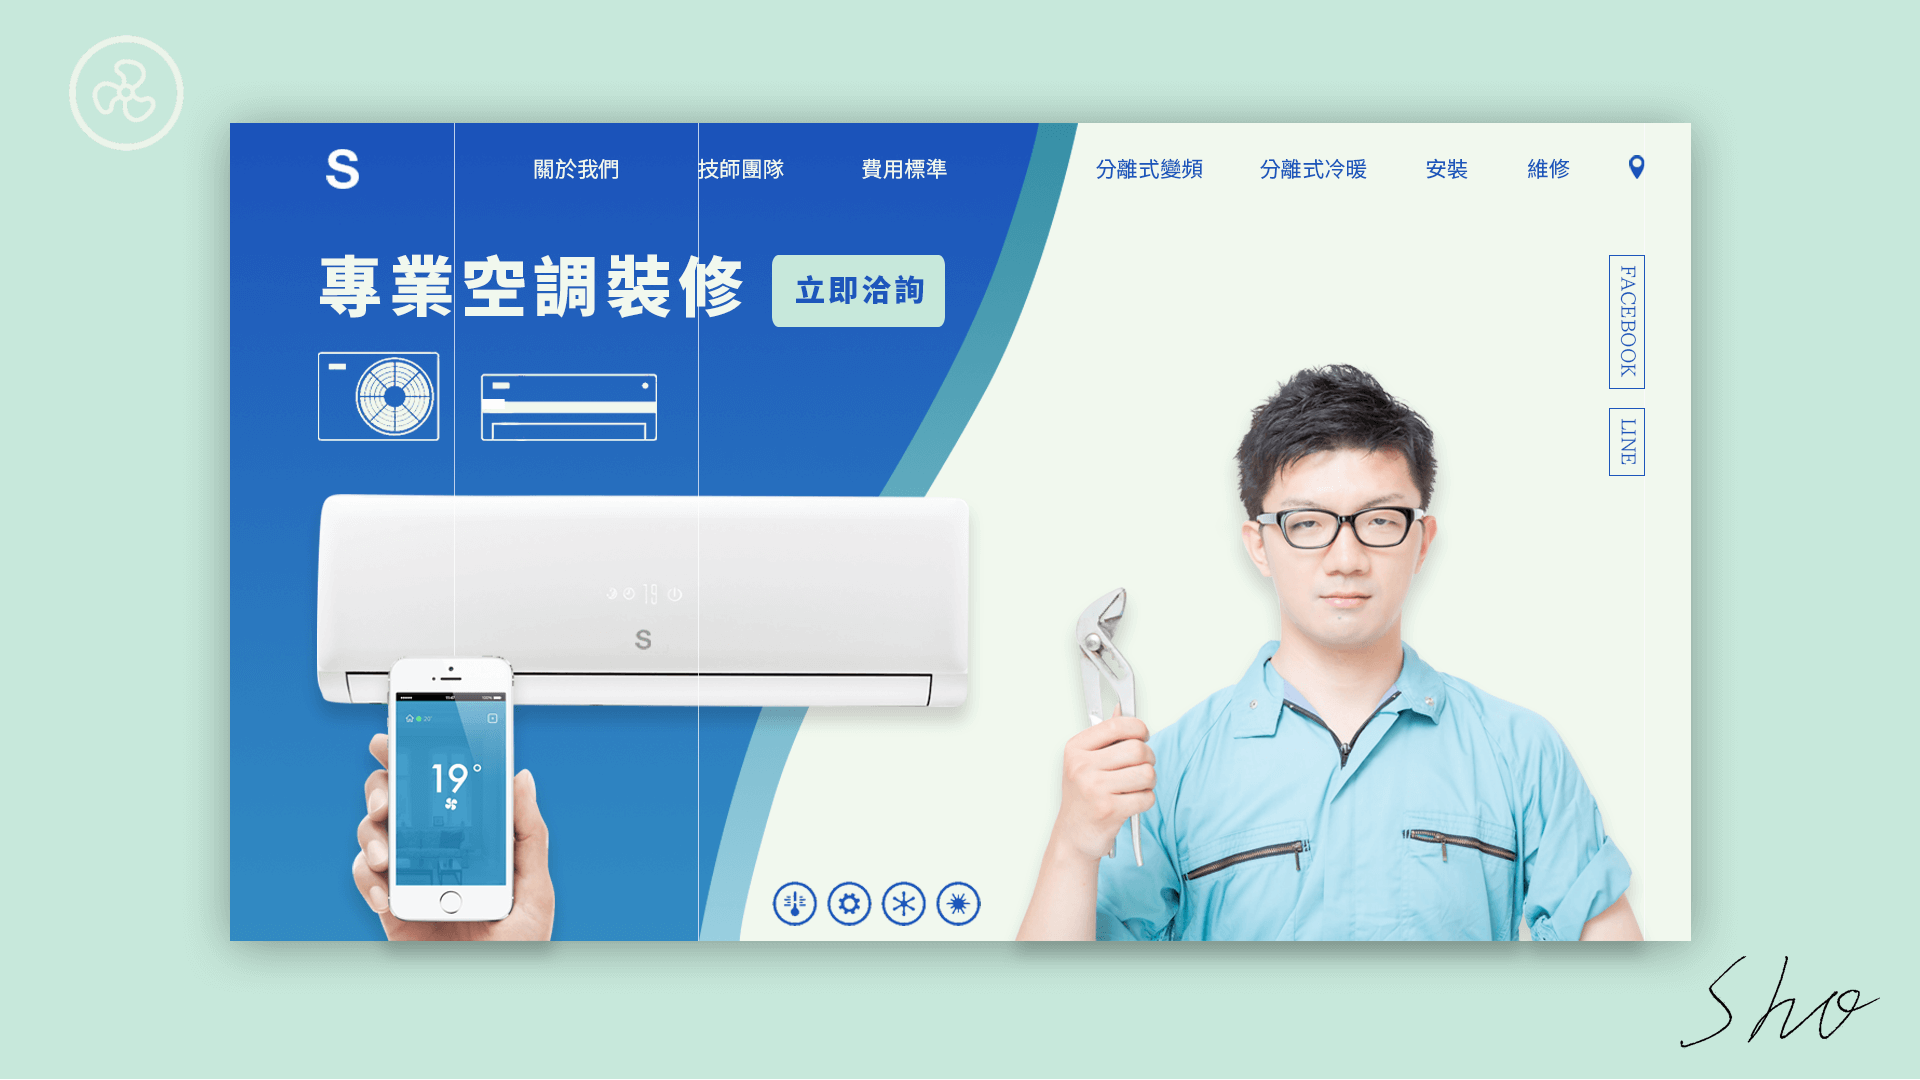 S
關於我們
技師團隊
費用標準
分離式變頻
分離式冷暖
安裝
維修
專業空調裝修
立即洽詢
FACEBOOK
LINE
19
S
19°
Sho